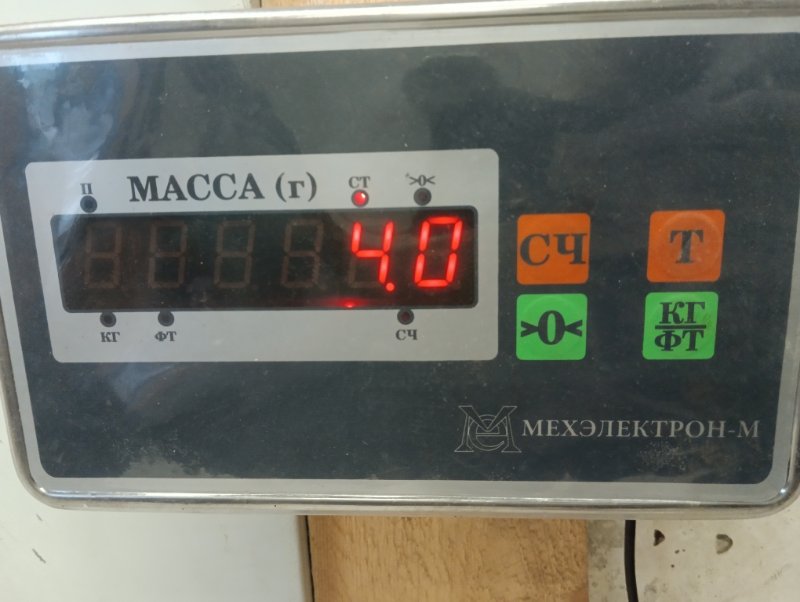 П МАССА (г) СТ >0<
4.0
КГ ФТ СЧ
СЧ Т
>0< КГ
ФТ
МЕХЭЛЕКТРОН-М